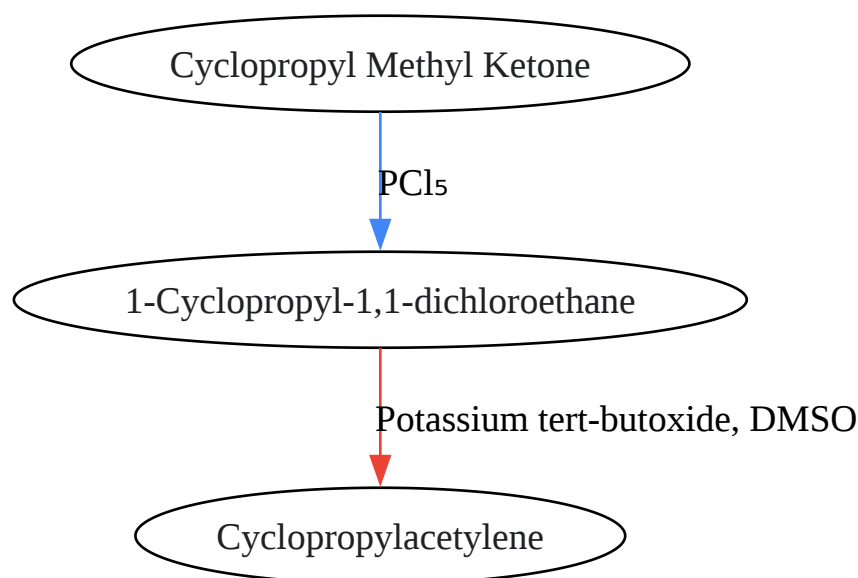 Cyclopropyl Methyl Ketone
PCl₅
1-Cyclopropyl-1,1-dichloroethane
Potassium tert-butoxide, DMSO
Cyclopropylacetylene